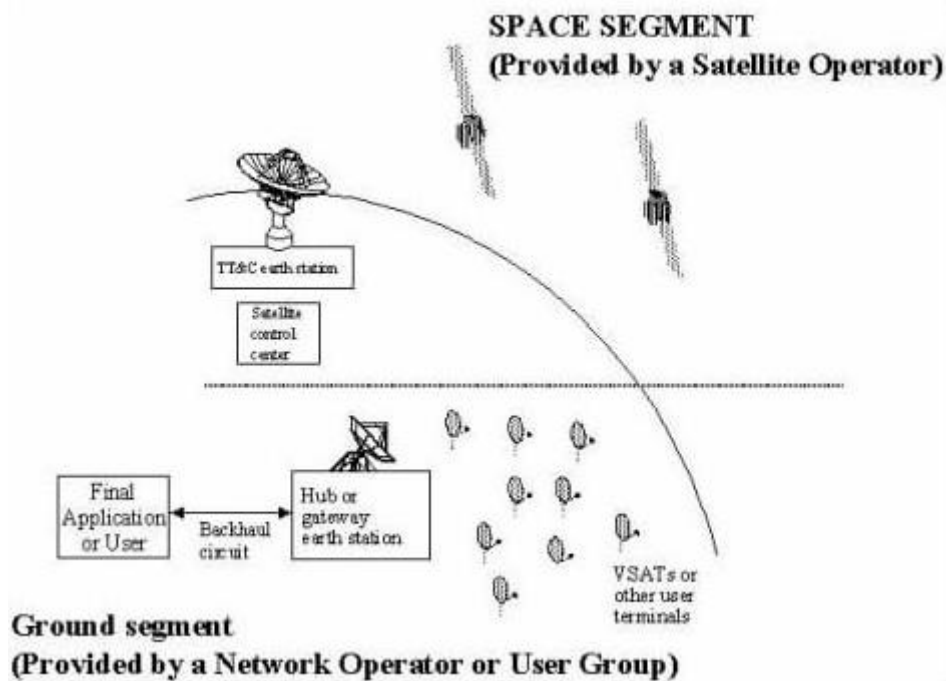 SPACE SEGMENT
(Provided by a Satellite Operator)
TT&C earth station
Satellite
control
center
Final
Application
or User
Backhaul
circuit
Hub or
gateway
earth station
VSATs or
other user
terminals
Ground segment
(Provided by a Network Operator or User Group)